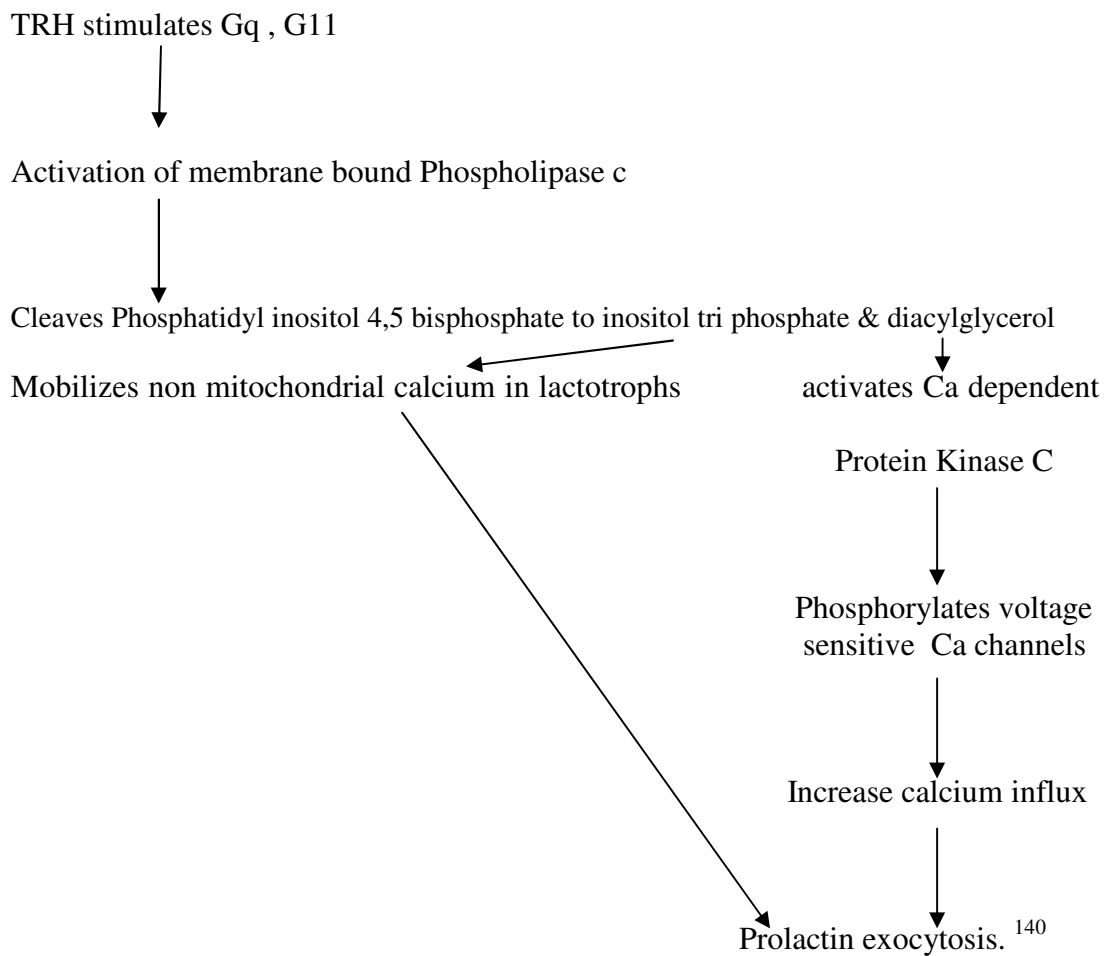 TRH stimulates Gq , G11
Activation of membrane bound Phospholipase c
Cleaves Phosphatidyl inositol 4,5 bisphosphate to inositol tri phosphate & diacylglycerol
Mobilizes non mitochondrial calcium in lactotrophs
activates Ca dependent
Protein Kinase C
Phosphorylates voltage
sensitive Ca channels
Increase calcium influx
Prolactin exocytosis. 140